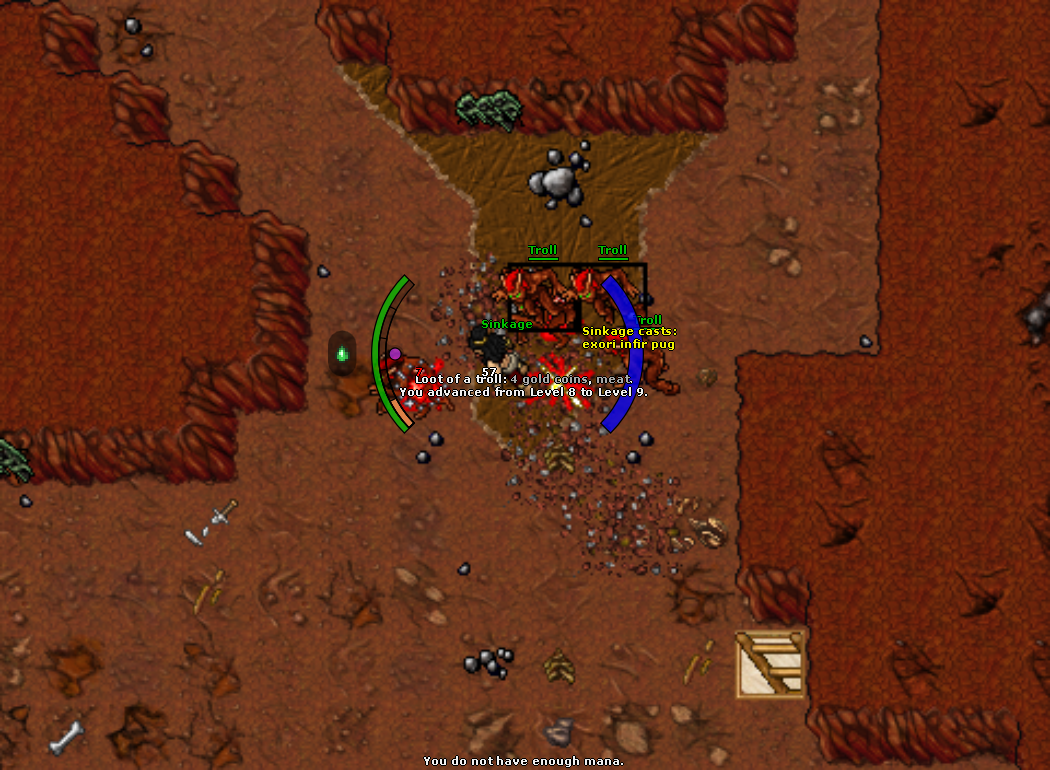 Troll
Troll
Sinkage
Troll
Sinkage casts:
exori infir pug
57
Loot of a troll: 4 gold coins, meat.
You advanced from Level 8 to Level 9.
You do not have enough mana.